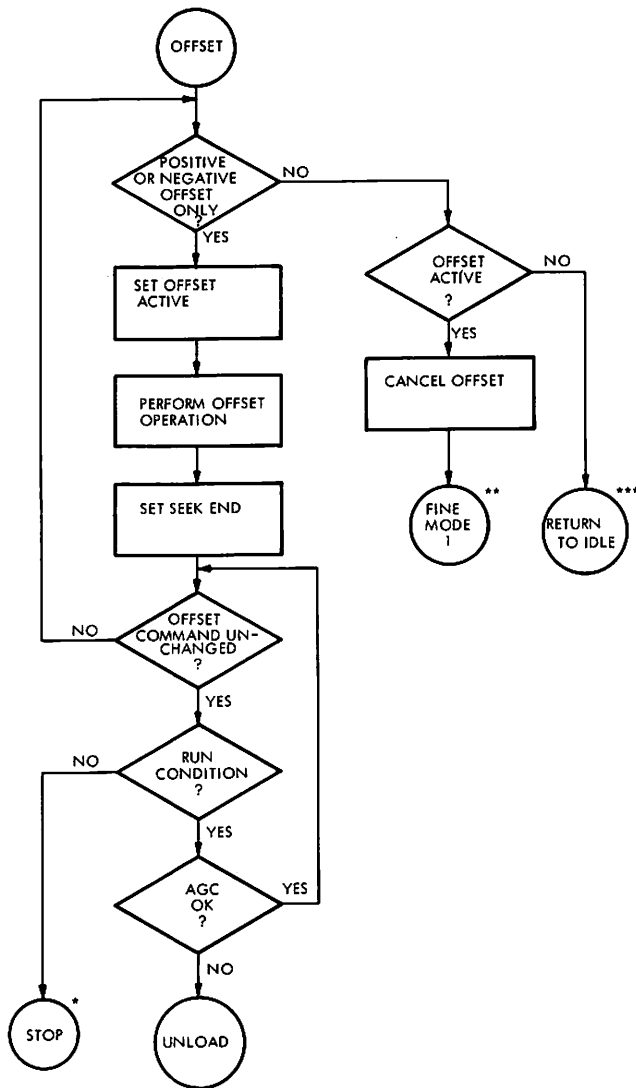 OFFSET
POSITIVE
OR NEGATIVE
OFFSET
ONLY
?
NO
YES
OFFSET
ACTIVE
?
NO
YES
SET OFFSET
ACTIVE
CANCEL OFFSET
PERFORM OFFSET
OPERATION
SET SEEK END
FINE
MODE
1
**
RETURN
TO IDLE
***
OFFSET
COMMAND UN-
CHANGED
?
NO
YES
RUN
CONDITION
?
NO
YES
AGC
OK
?
YES
NO
STOP
*
UNLOAD